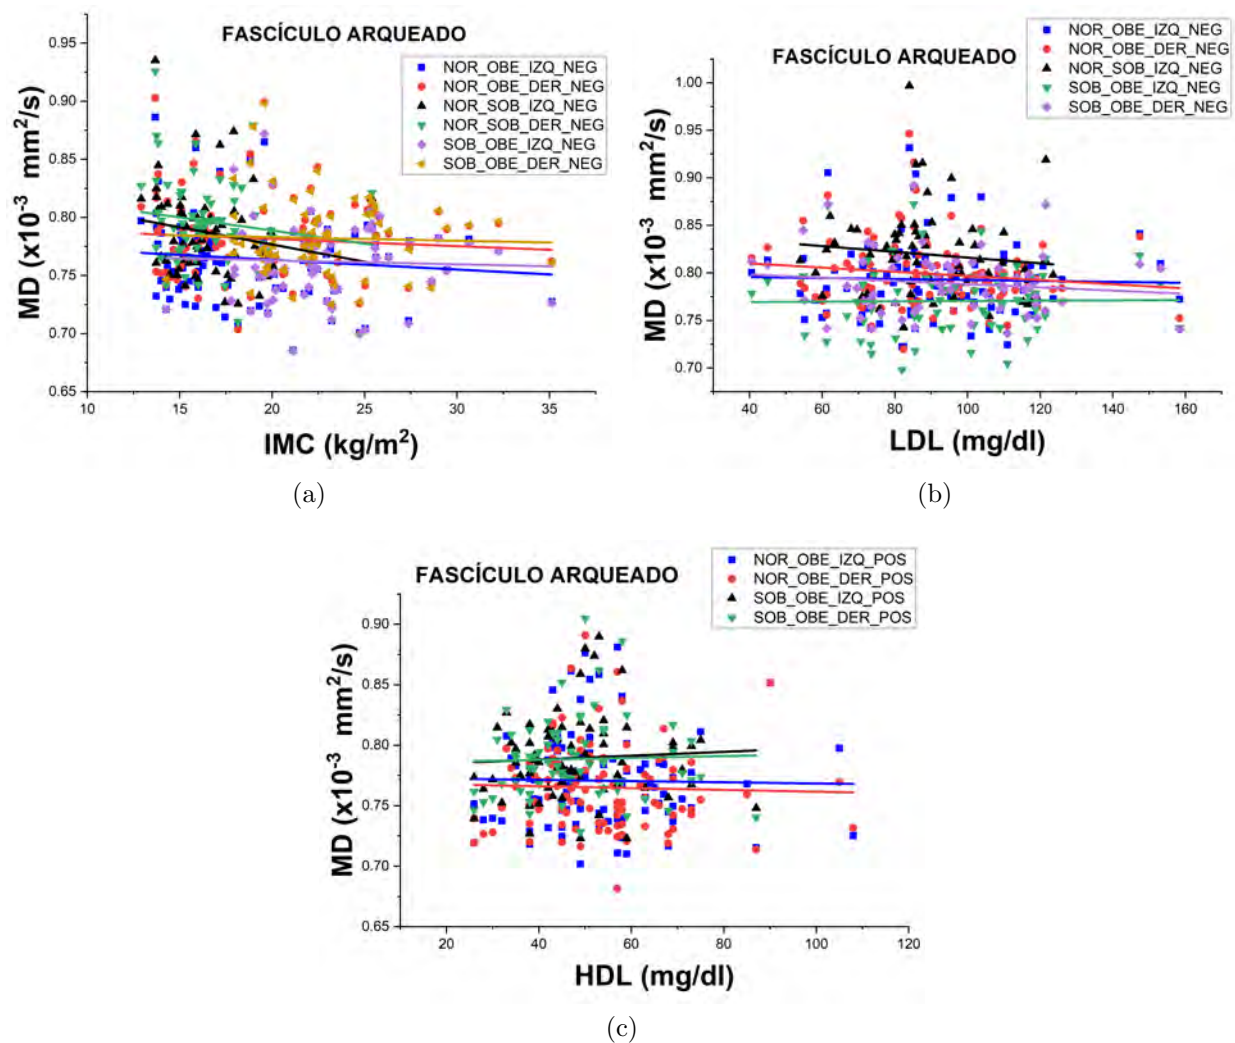 FASCÍCULO ARQUEADO
NOR_OBE_IZQ_NEG
NOR_OBE_DER_NEG
NOR_SOB_IZQ_NEG
NOR_SOB_DER_NEG
SOB_OBE_IZQ_NEG
SOB_OBE_DER_NEG
MD (x10⁻³ mm²/s)
0.95
0.90
0.85
0.80
0.75
0.70
0.65
10 15 20 25 30 35
IMC (kg/m²)
(a)
FASCÍCULO ARQUEADO
NOR_OBE_IZQ_NEG
NOR_OBE_DER_NEG
NOR_SOB_IZQ_NEG
SOB_OBE_IZQ_NEG
SOB_OBE_DER_NEG
MD (x10⁻³ mm²/s)
1.00
0.95
0.90
0.85
0.80
0.75
0.70
40 60 80 100 120 140 160
LDL (mg/dl)
(b)
FASCÍCULO ARQUEADO
NOR_OBE_IZQ_POS
NOR_OBE_DER_POS
SOB_OBE_IZQ_POS
SOB_OBE_DER_POS
MD (x10⁻³ mm²/s)
0.90
0.85
0.80
0.75
0.70
0.65
20 40 60 80 100 120
HDL (mg/dl)
(c)